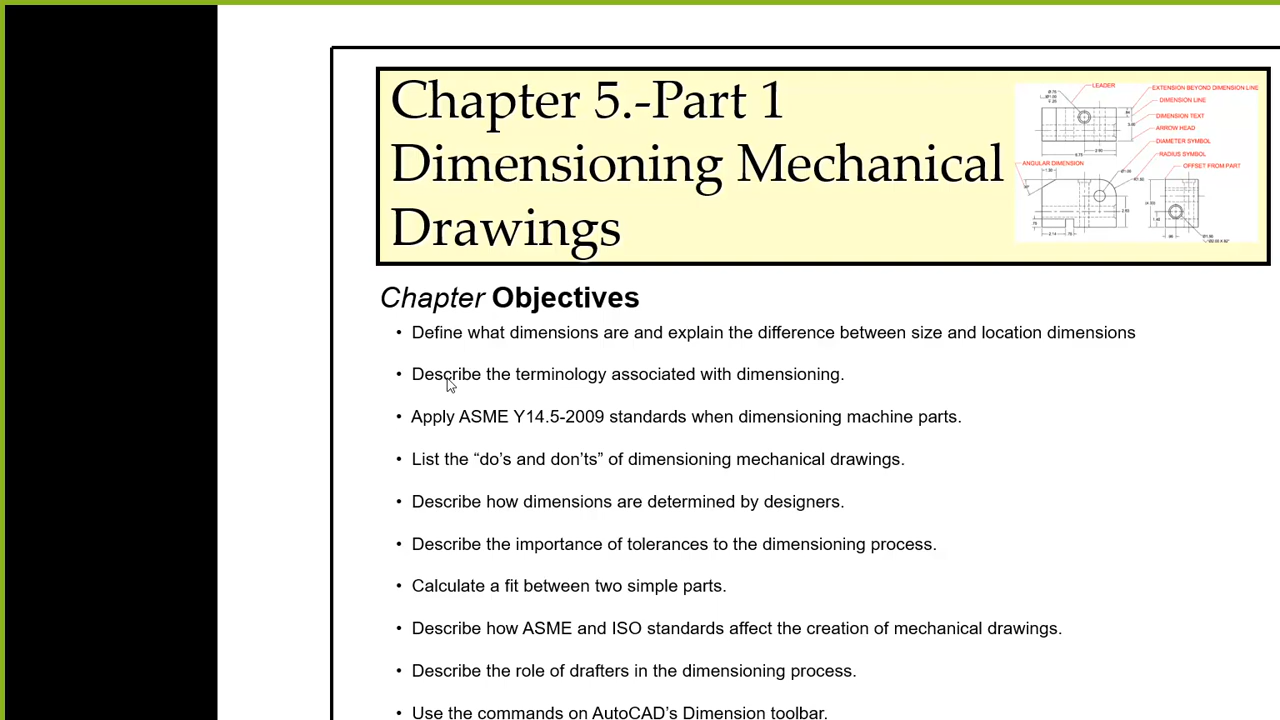 Chapter 5.-Part 1
Dimensioning Mechanical
Drawings
LEADER
EXTENSION BEYOND DIMENSION LINE
DIMENSION LINE
DIMENSION TEXT
ARROW HEAD
DIAMETER SYMBOL
RADIUS SYMBOL
ANGULAR DIMENSION
OFFSET FROM PART
Chapter Objectives
• Define what dimensions are and explain the difference between size and location dimensions
• Describe the terminology associated with dimensioning.
• Apply ASME Y14.5-2009 standards when dimensioning machine parts.
• List the “do’s and don’ts” of dimensioning mechanical drawings.
• Describe how dimensions are determined by designers.
• Describe the importance of tolerances to the dimensioning process.
• Calculate a fit between two simple parts.
• Describe how ASME and ISO standards affect the creation of mechanical drawings.
• Describe the role of drafters in the dimensioning process.
• Use the commands on AutoCAD’s Dimension toolbar.